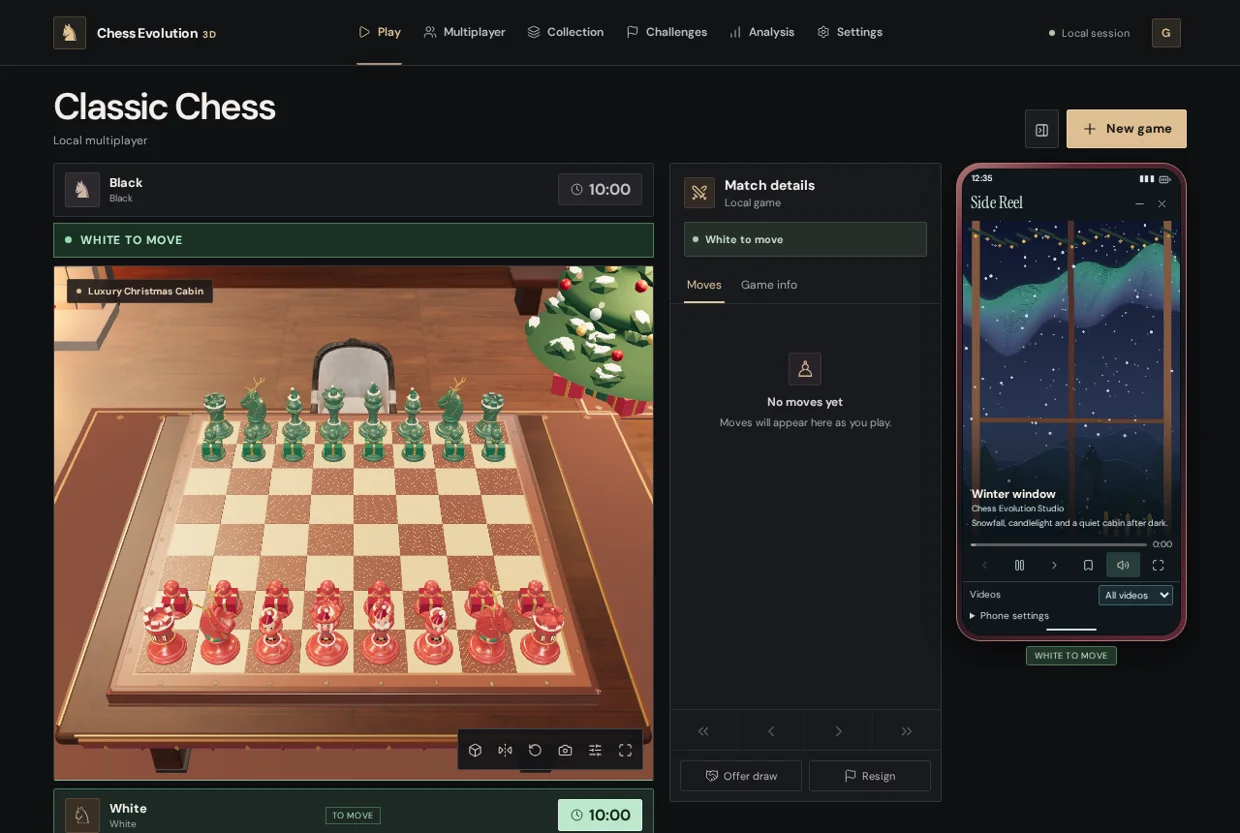 Chess Evolution 3D
Play
Multiplayer
Collection
Challenges
Analysis
Settings
Local session
G
Classic Chess
Local multiplayer
New game
Black
Black
10:00
WHITE TO MOVE
Luxury Christmas Cabin
White
White
TO MOVE
10:00
Match details
Local game
White to move
Moves
Game info
No moves yet
Moves will appear here as you play.
Offer draw
Resign
12:35
Side Reel
Winter window
Chess Evolution Studio
Snowfall, candlelight and a quiet cabin after dark.
0:00
Videos
All videos
Phone settings
WHITE TO MOVE